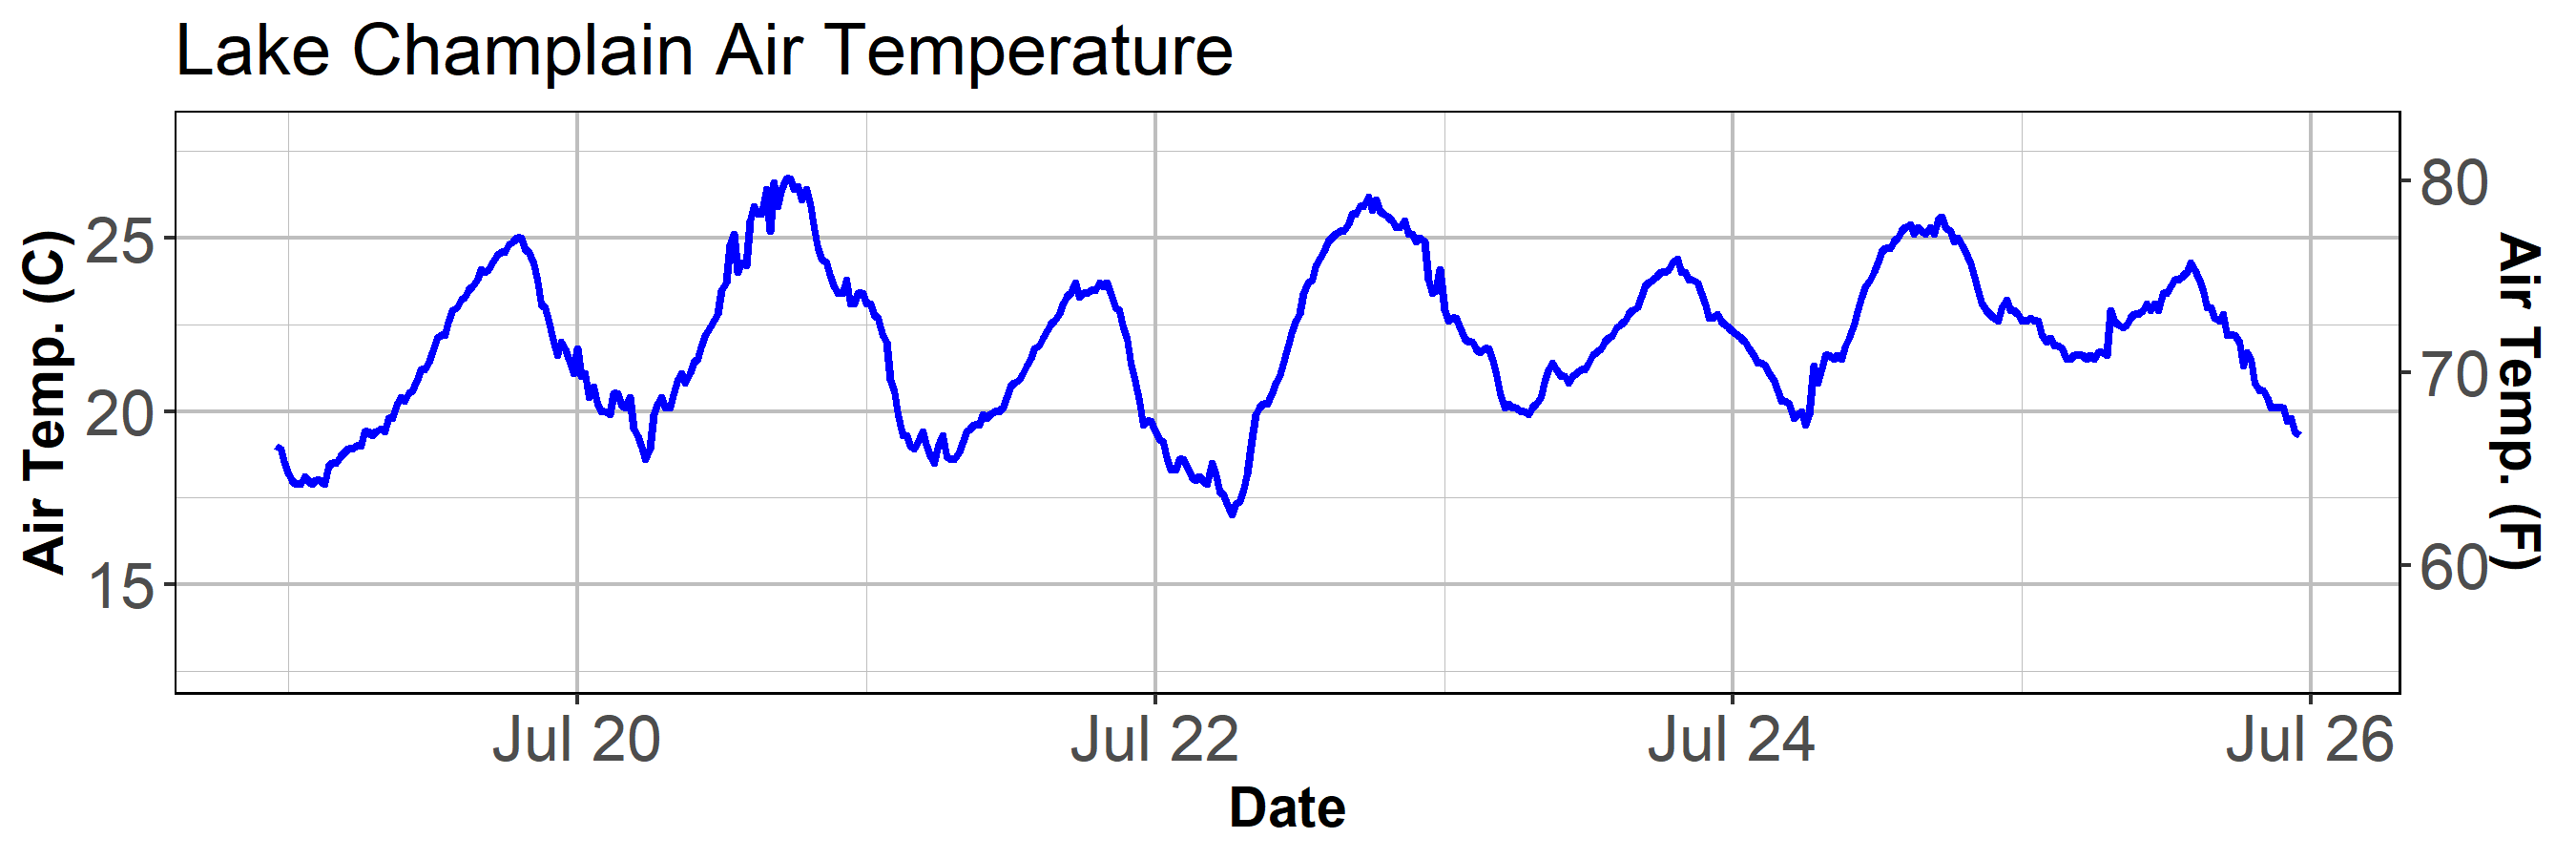 Lake Champlain Air Temperature
Air Temp. (C)
25
20
15
80
70
60
Air Temp. (F)
Jul 20
Jul 22
Jul 24
Jul 26
Date